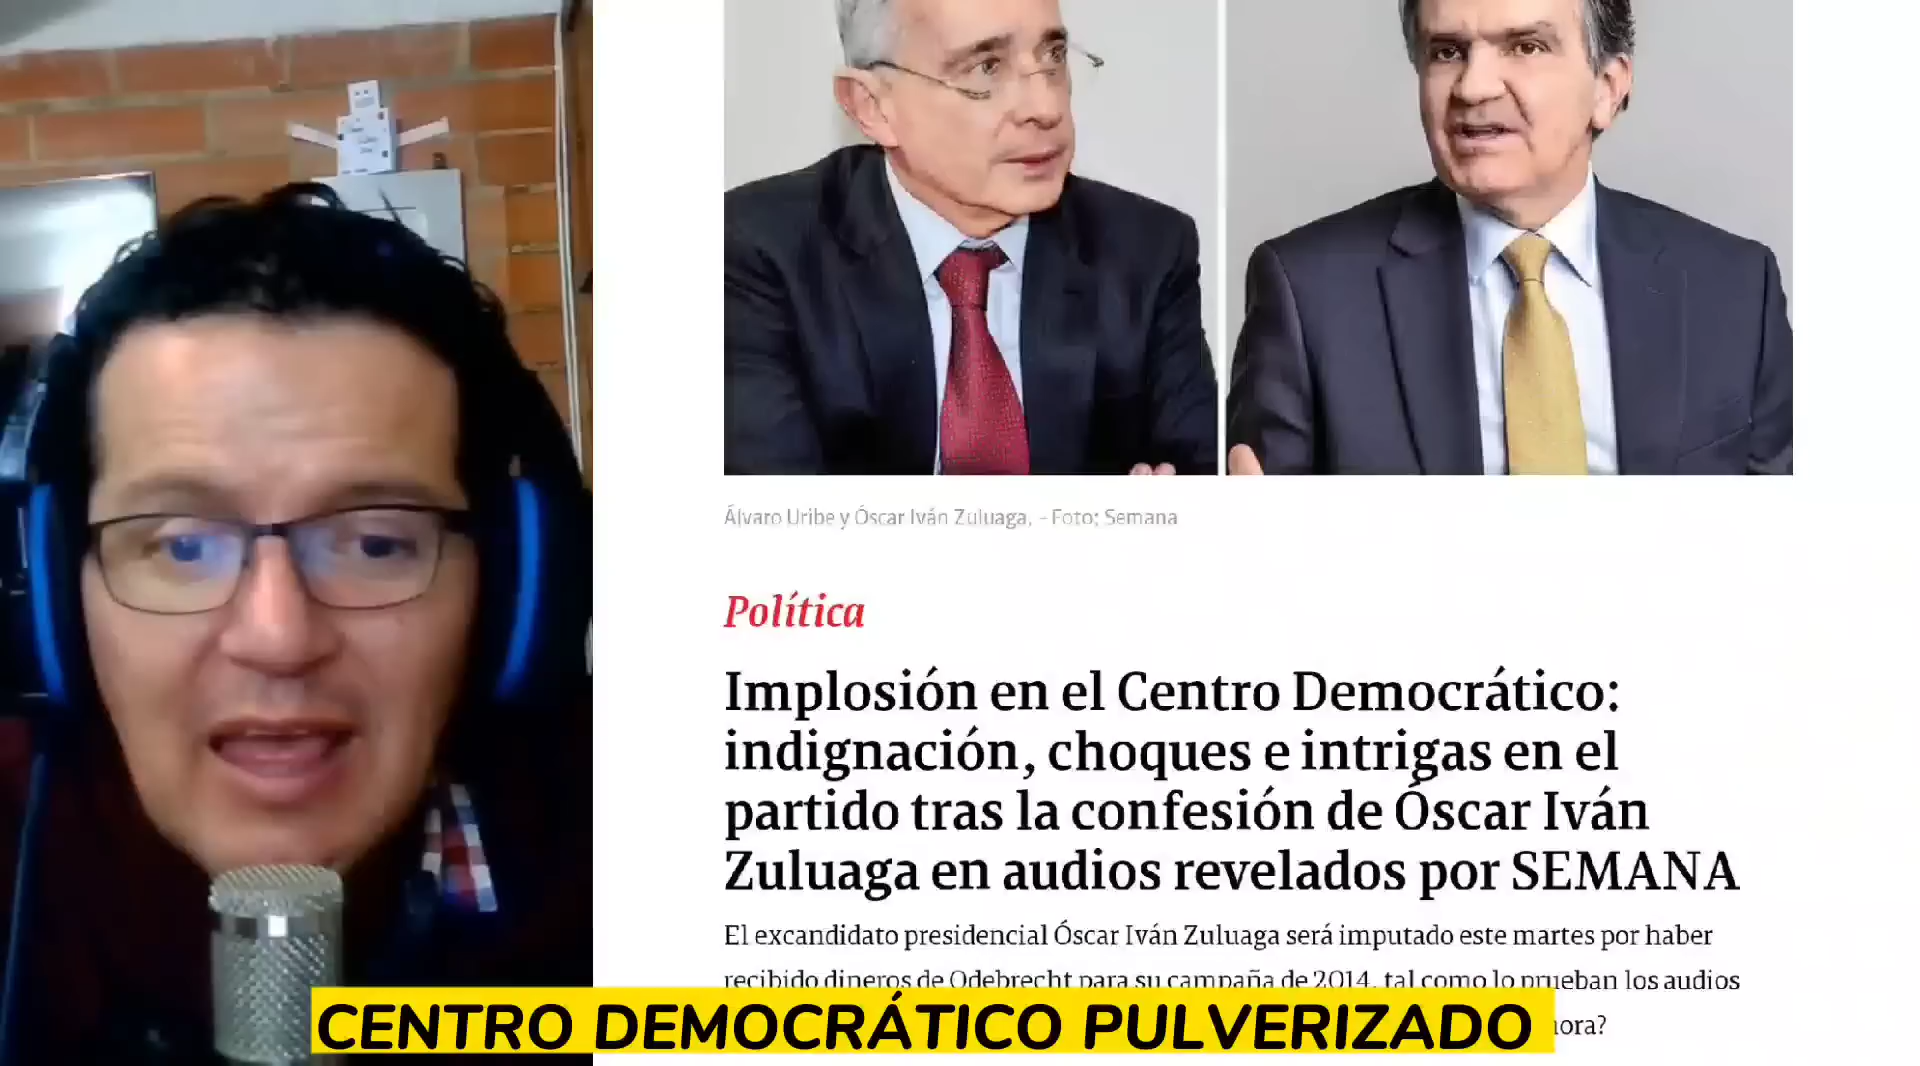 Álvaro Uribe y Óscar Iván Zuluaga. - Foto: Semana
Política
Implosión en el Centro Democrático:
indignación, choques e intrigas en el
partido tras la confesión de Óscar Iván
Zuluaga en audios revelados por SEMANA
El excandidato presidencial Óscar Iván Zuluaga será imputado este martes por haber
recibido dineros de Odebrecht para su campaña de 2014, tal como lo prueban los audios
CENTRO DEMOCRÁTICO PULVERIZADO